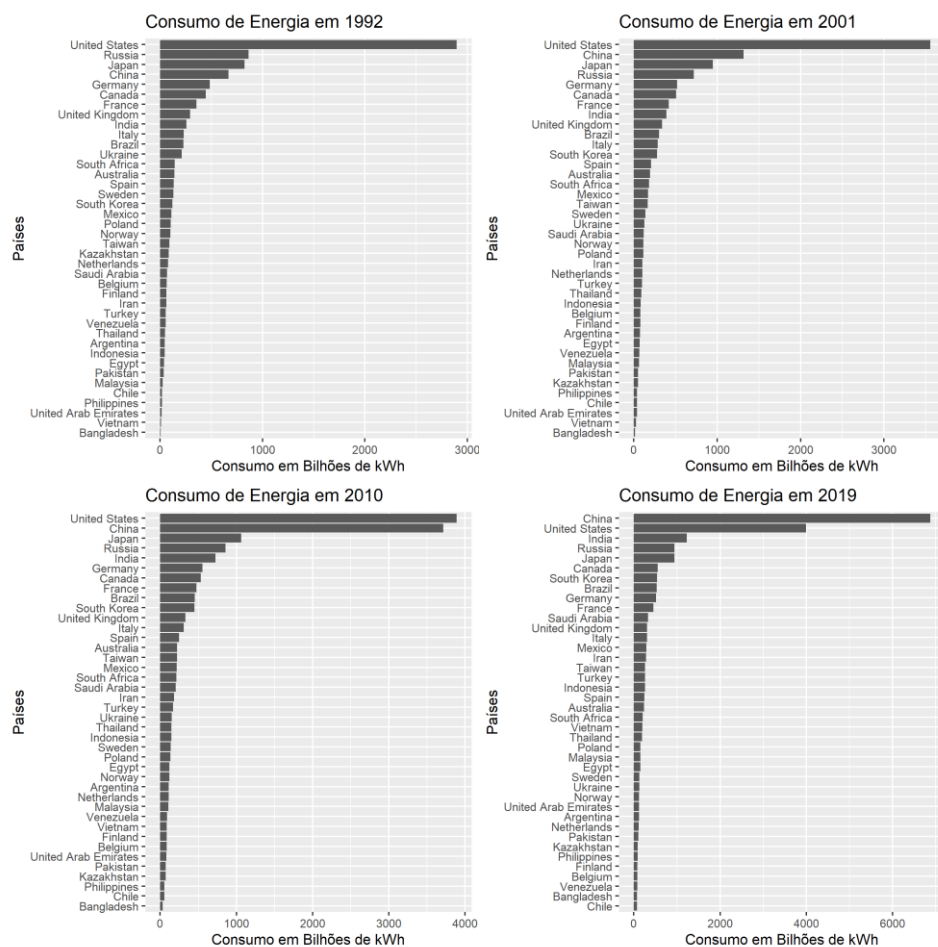 Consumo de Energia em 1992
Países
United States
Russia
Japan
China
Germany
Canada
France
United Kingdom
India
Italy
Brazil
Ukraine
South Africa
Australia
Spain
Sweden
South Korea
Mexico
Poland
Norway
Taiwan
Kazakhstan
Netherlands
Saudi Arabia
Belgium
Finland
Iran
Turkey
Venezuela
Thailand
Argentina
Indonesia
Egypt
Pakistan
Malaysia
Chile
Philippines
United Arab Emirates
Vietnam
Bangladesh
0 1000 2000 3000
Consumo em Bilhões de kWh
Consumo de Energia em 2001
Países
United States
China
Japan
Russia
Germany
Canada
France
India
United Kingdom
Brazil
Italy
South Korea
Spain
Australia
South Africa
Mexico
Taiwan
Sweden
Ukraine
Saudi Arabia
Norway
Poland
Iran
Netherlands
Turkey
Thailand
Indonesia
Belgium
Finland
Argentina
Egypt
Venezuela
Malaysia
Pakistan
Kazakhstan
Philippines
Chile
United Arab Emirates
Vietnam
Bangladesh
0 1000 2000 3000
Consumo em Bilhões de kWh
Consumo de Energia em 2010
Países
United States
China
Japan
Russia
India
Germany
Canada
France
Brazil
South Korea
United Kingdom
Italy
Spain
Australia
Taiwan
Mexico
South Africa
Saudi Arabia
Iran
Turkey
Ukraine
Thailand
Indonesia
Sweden
Poland
Egypt
Norway
Argentina
Netherlands
Malaysia
Venezuela
Vietnam
Finland
Belgium
United Arab Emirates
Pakistan
Kazakhstan
Philippines
Chile
Bangladesh
0 1000 2000 3000 4000
Consumo em Bilhões de kWh
Consumo de Energia em 2019
Países
China
United States
India
Russia
Japan
Canada
South Korea
Brazil
Germany
France
Saudi Arabia
United Kingdom
Italy
Mexico
Iran
Taiwan
Turkey
Indonesia
Spain
Australia
South Africa
Vietnam
Thailand
Poland
Malaysia
Egypt
Sweden
Ukraine
Norway
United Arab Emirates
Argentina
Netherlands
Pakistan
Kazakhstan
Philippines
Finland
Belgium
Venezuela
Bangladesh
Chile
0 2000 4000 6000
Consumo em Bilhões de kWh